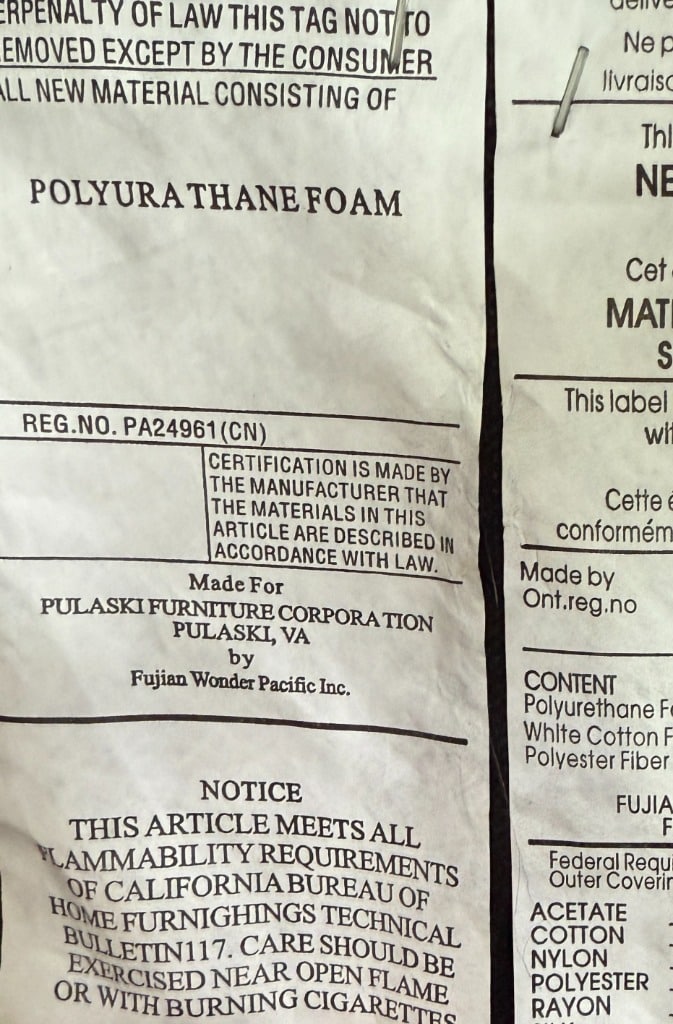 ERPENALTY OF LAW THIS TAG NOT TO
EMOVED EXCEPT BY THE CONSUMER
ALL NEW MATERIAL CONSISTING OF
POLYURATHANE FOAM
REG.NO. PA24961(CN)
CERTIFICATION IS MADE BY
THE MANUFACTURER THAT
THE MATERIALS IN THIS
ARTICLE ARE DESCRIBED IN
ACCORDANCE WITH LAW.
Made For
PULASKI FURNITURE CORPORATION
PULASKI, VA
by
Fujian Wonder Pacific Inc.
NOTICE
THIS ARTICLE MEETS ALL
FLAMMABILITY REQUIREMENTS
OF CALIFORNIA BUREAU OF
HOME FURNIGHINGS TECHNICAL
BULLETIN117. CARE SHOULD BE
EXERCISED NEAR OPEN FLAME
OR WITH BURNING CIGARETTES
Ne p
livraiso
Thi
NE
Cet
MAT
S
This label
wit
Cette é
conformém
Made by
Ont.reg.no
CONTENT
Polyurethane Fo
White Cotton F
Polyester Fiber
FUJIA
F
Federal Requi
Outer Coverin
ACETATE
COTTON
NYLON
POLYESTER
RAYON